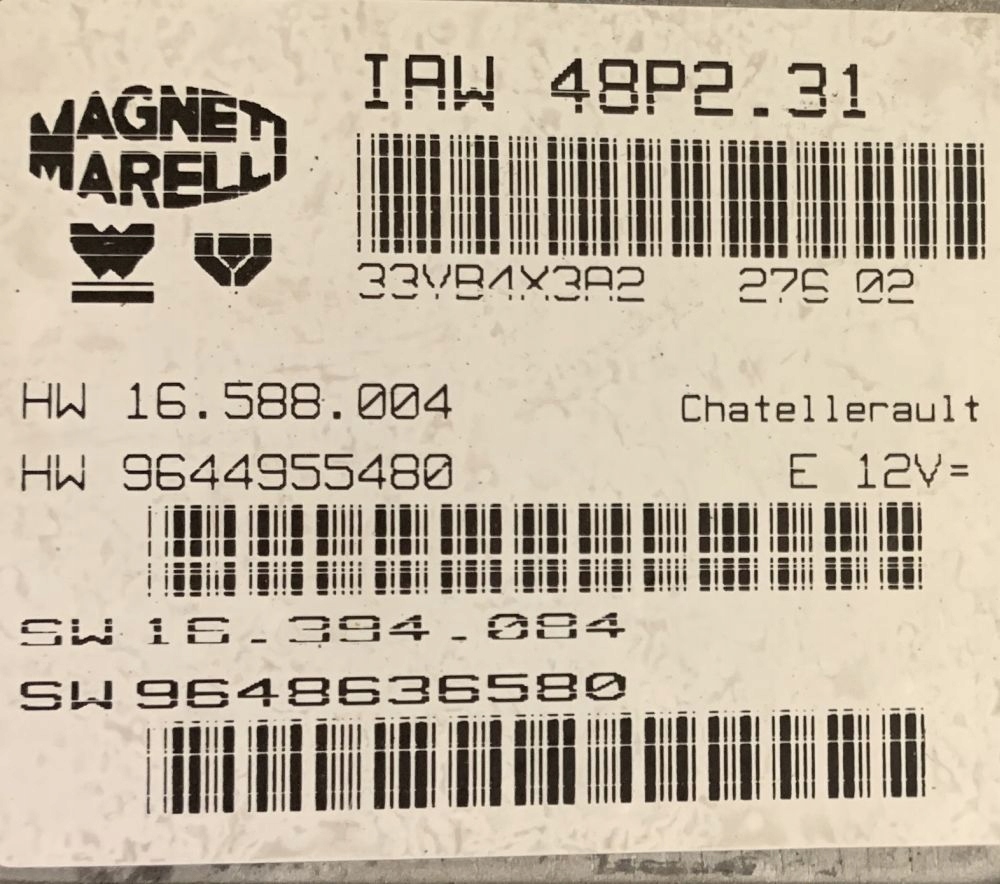 MAGNETI
MARELLI
IAW 48P2.31
33VB4X3A2 276 02
HW 16.588.004
Chatellerault
HW 9644955480
E 12V=
SW 16.394.084
SW 9648636580